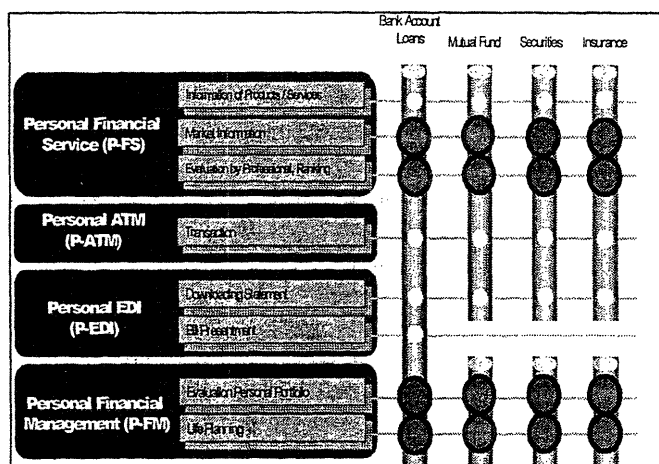 Bank Account
Loans
Mutual Fund
Securities
Insurance
Personal Financial
Service (P-FS)
Information of Products / Services
Market Information
Evaluation by Professional, Ranking
Personal ATM
(P-ATM)
Transaction
Personal EDI
(P-EDI)
Downloading Statement
Bill Presentment
Personal Financial
Management (P-FM)
Evaluation Personal Portfolio
Life Planning